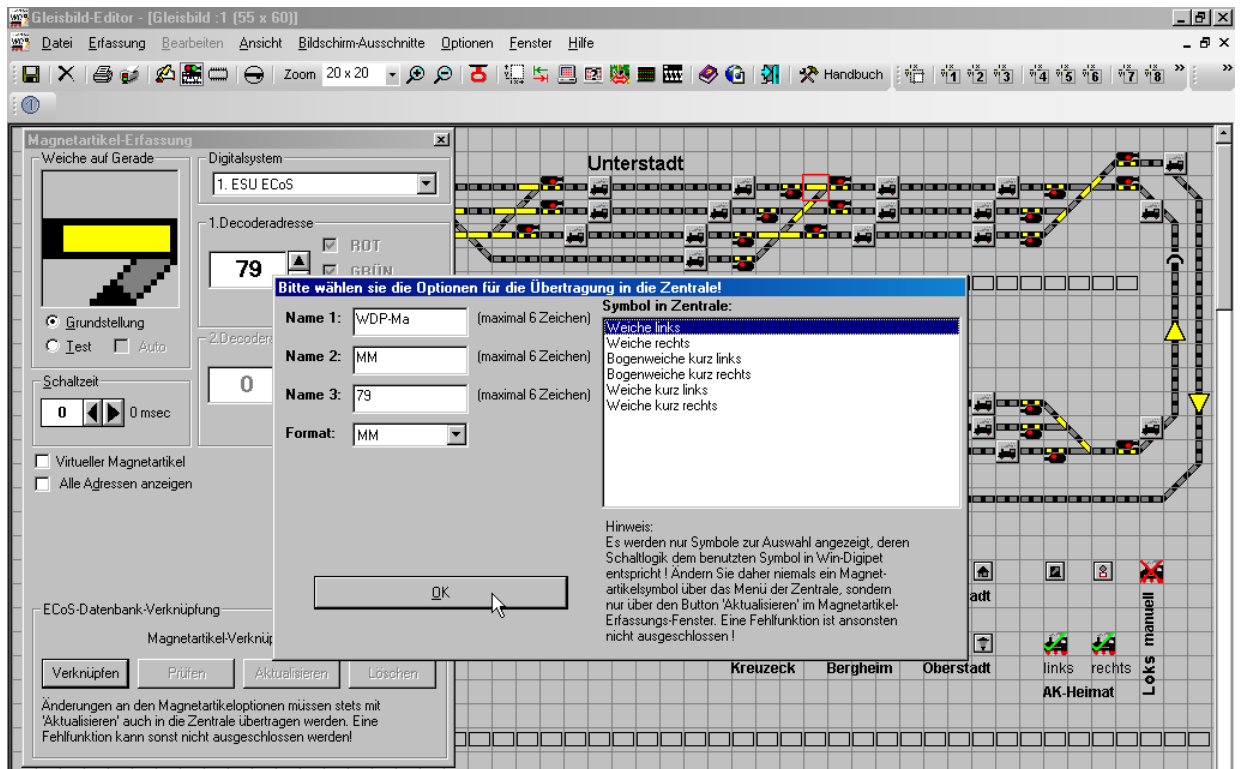 Gleisbild-Editor - [Gleisbild :1 (55 x 60)]
Datei Erfassung Bearbeiten Ansicht Bildschirm-Ausschnitte Optionen Fenster Hilfe
Zoom 20 x 20 Handbuch 1 2 3 4 5 6 7 8
Magnetartikel-Erfassung
Weiche auf Gerade
Grundstellung
Test Auto
Schaltzeit
0 0 msec
Virtueller Magnetartikel
Alle Adressen anzeigen
Digitalsystem
1. ESU ECoS
1.Decoderadresse
79
ROT
GRÜN
0
Unterstadt
Bitte wählen sie die Optionen für die Übertragung in die Zentrale!
Name 1: WDP-Ma (maximal 6 Zeichen)
Name 2: MM (maximal 6 Zeichen)
Name 3: 79 (maximal 6 Zeichen)
Format: MM
OK
Symbol in Zentrale:
Weiche links
Weiche rechts
Bogenweiche kurz links
Bogenweiche kurz rechts
Weiche kurz links
Weiche kurz rechts
Hinweis:
Es werden nur Symbole zur Auswahl angezeigt, deren
Schaltlogik dem benutzten Symbol in Win-Digipet
entspricht ! Ändern Sie daher niemals ein Magnet-
artikelsymbol über das Menü der Zentrale, sondern
nur über den Button 'Aktualisieren' im Magnetartikel-
Erfassungs-Fenster. Eine Fehlfunktion ist ansonsten
nicht ausgeschlossen !
ECoS-Datenbank-Verknüpfung
Verknüpfen Prüfen Aktualisieren Löschen
Änderungen an den Magnetartikeloptionen müssen stets mit
'Aktualisieren' auch in die Zentrale übertragen werden. Eine
Fehlfunktion kann sonst nicht ausgeschlossen werden!
Kreuzeck Bergheim Oberstadt
links rechts
AK-Heimat
Loks manuell